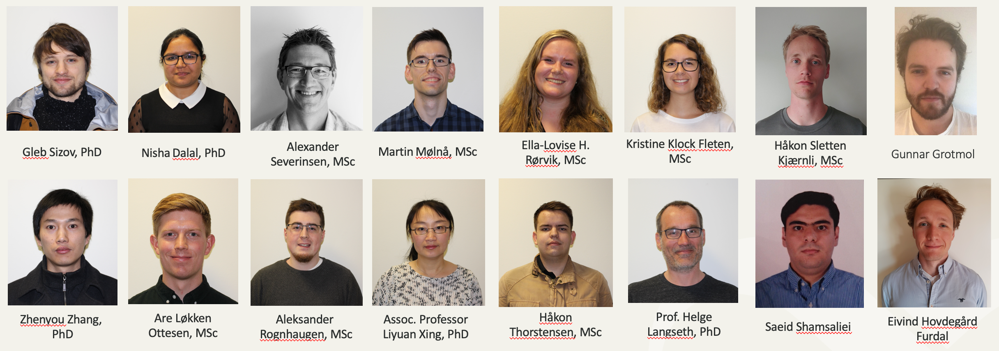 Gleb Sizov, PhD
Nisha Dalal, PhD
Alexander
Severinsen, MSc
Martin Mølnå, MSc
Ella-Lovise H.
Rørvik, MSc
Kristine Klock Fleten,
MSc
Håkon Sletten
Kjærnli, MSc
Gunnar Grotmol
Zhenyou Zhang,
PhD
Are Løkken
Ottesen, MSc
Aleksander
Rognhaugen, MSc
Assoc. Professor
Liyuan Xing, PhD
Håkon
Thorstensen, MSc
Prof. Helge
Langseth, PhD
Saeid Shamsaliei
Eivind Hovdegård
Furdal